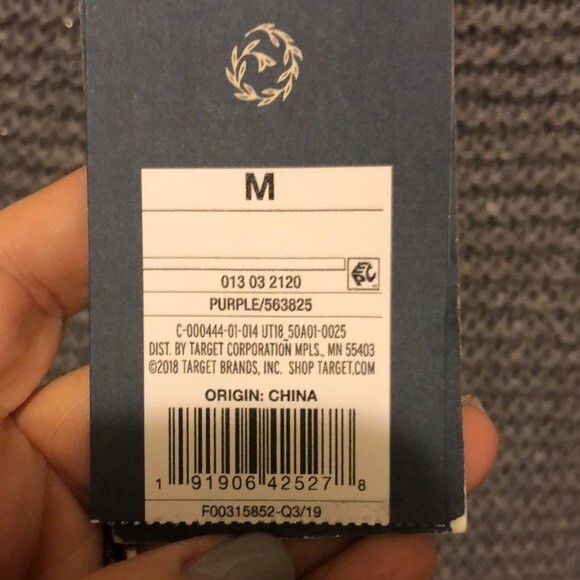 M
EPC
013 03 2120
PURPLE/563825
C-000444-01-014 UT18_50A01-0025
DIST. BY TARGET CORPORATION MPLS., MN 55403
©2018 TARGET BRANDS, INC. SHOP TARGET.COM
ORIGIN: CHINA
1 91906 42527 8
F00315852-Q3/19